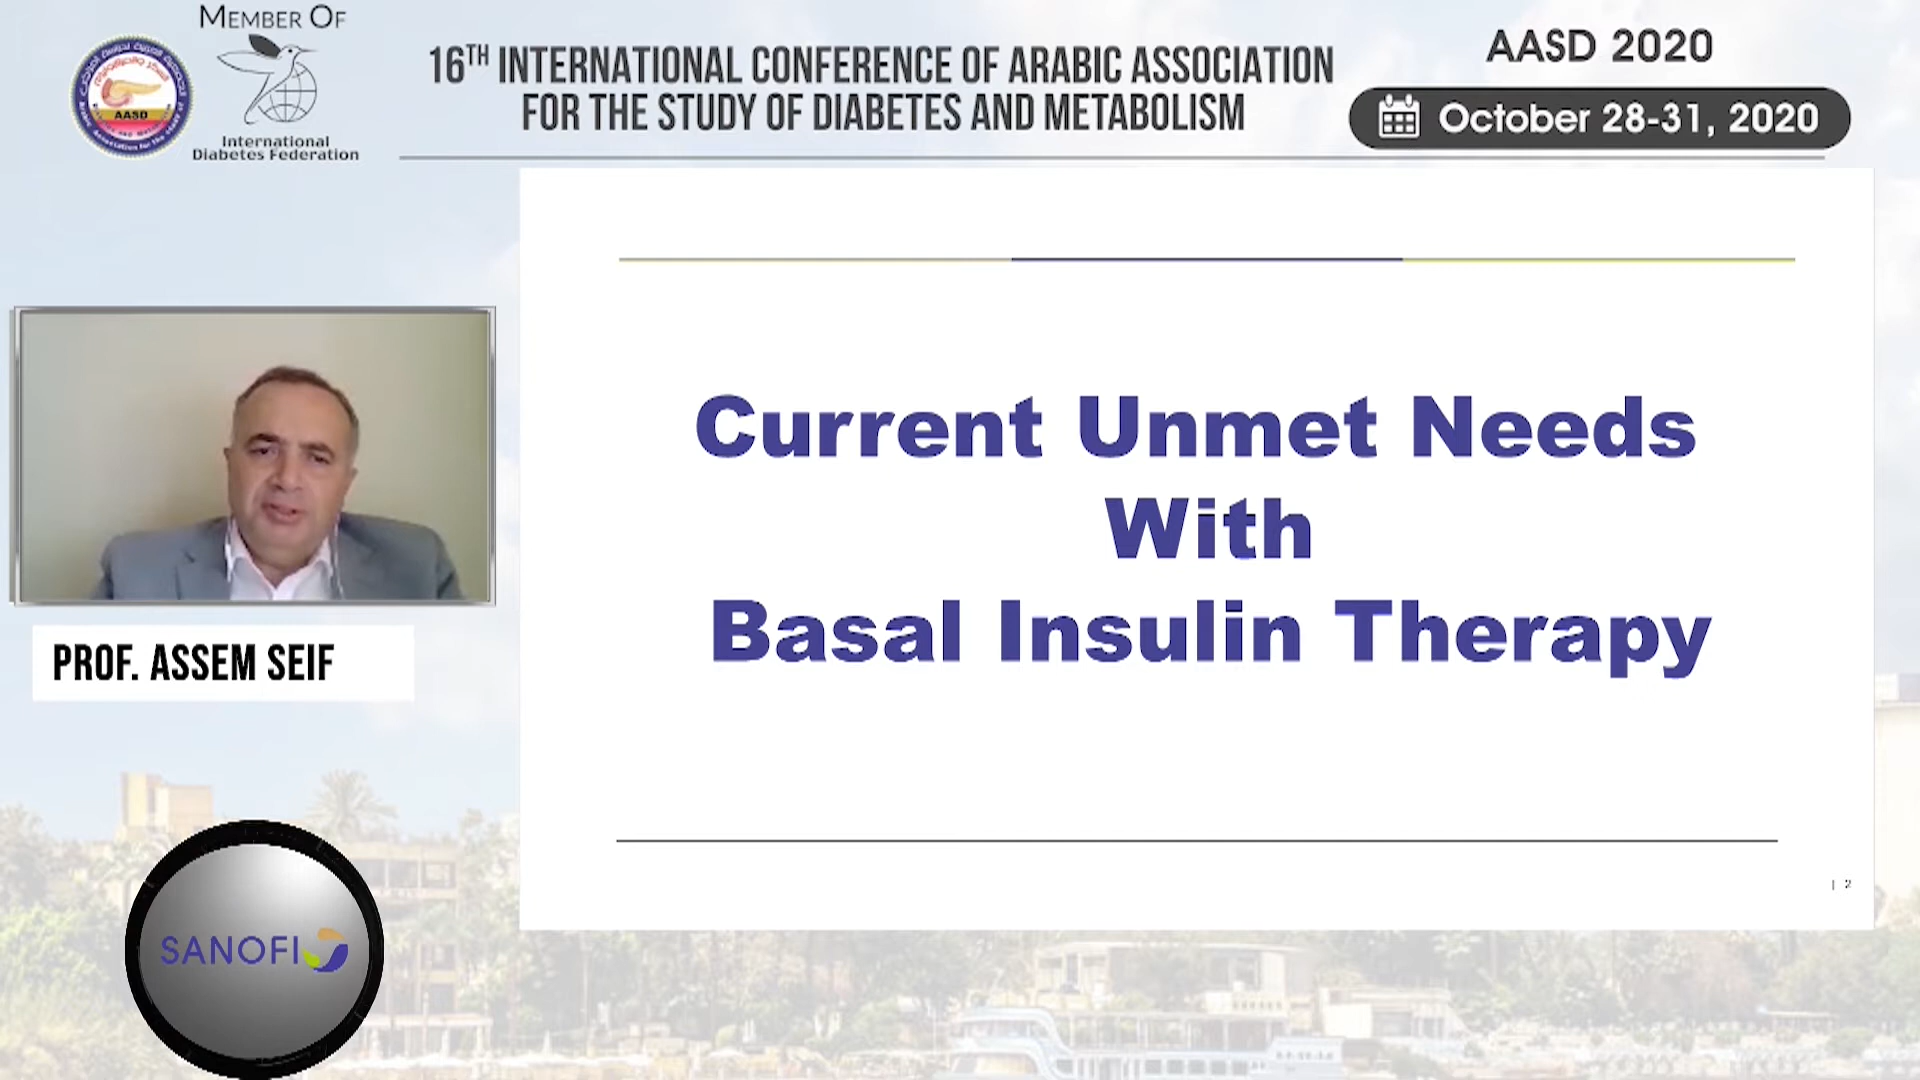 MEMBER OF
International
Diabetes Federation
AASD
16TH INTERNATIONAL CONFERENCE OF ARABIC ASSOCIATION
FOR THE STUDY OF DIABETES AND METABOLISM
AASD 2020
October 28-31, 2020
Current Unmet Needs
With
Basal Insulin Therapy
| 2
PROF. ASSEM SEIF
SANOFI